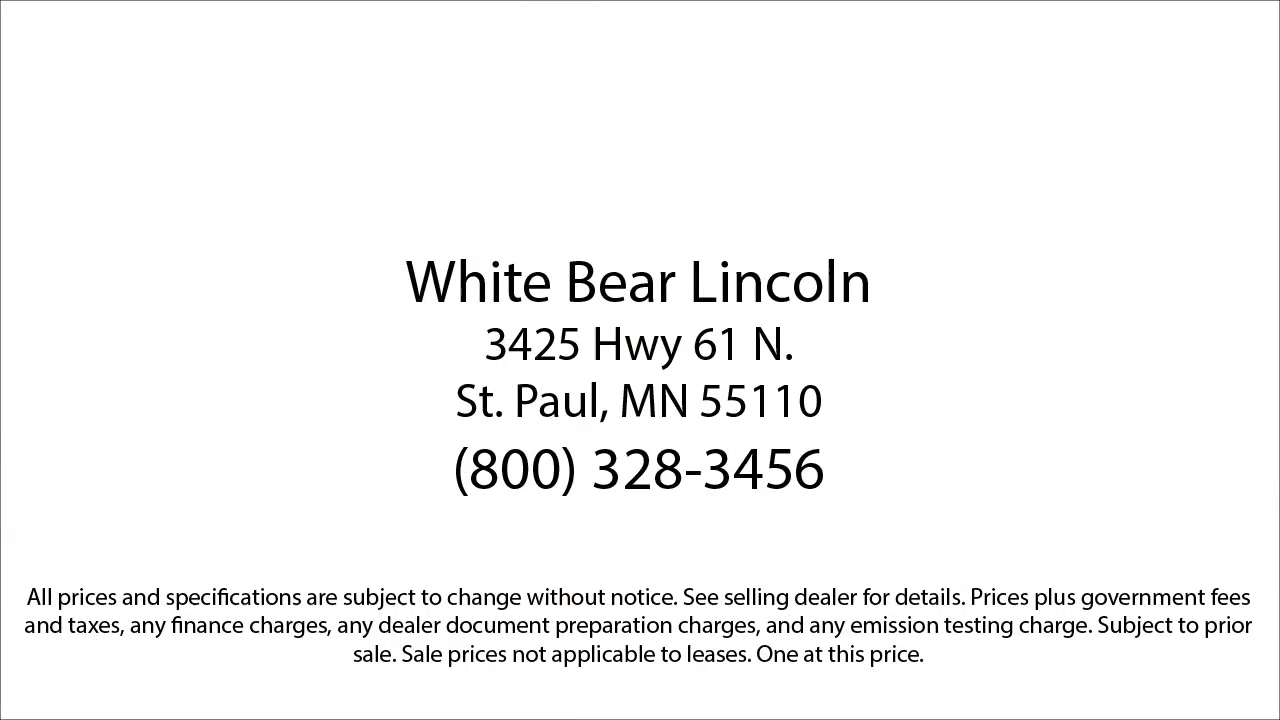 White Bear Lincoln
3425 Hwy 61 N.
St. Paul, MN 55110
(800) 328-3456
All prices and specifications are subject to change without notice. See selling dealer for details. Prices plus government fees
and taxes, any finance charges, any dealer document preparation charges, and any emission testing charge. Subject to prior
sale. Sale prices not applicable to leases. One at this price.